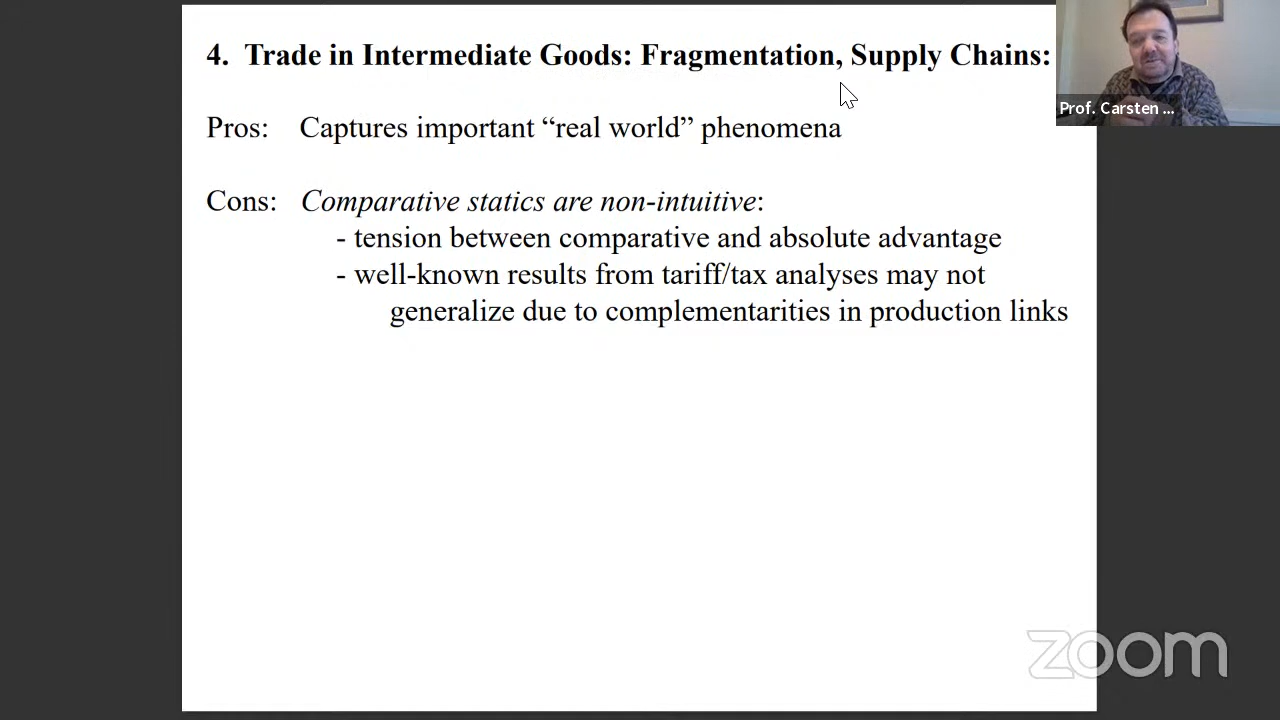 4. Trade in Intermediate Goods: Fragmentation, Supply Chains:
Prof. Carsten ...
Pros: Captures important “real world” phenomena
Cons: Comparative statics are non-intuitive:
- tension between comparative and absolute advantage
- well-known results from tariff/tax analyses may not
generalize due to complementarities in production links
zoom